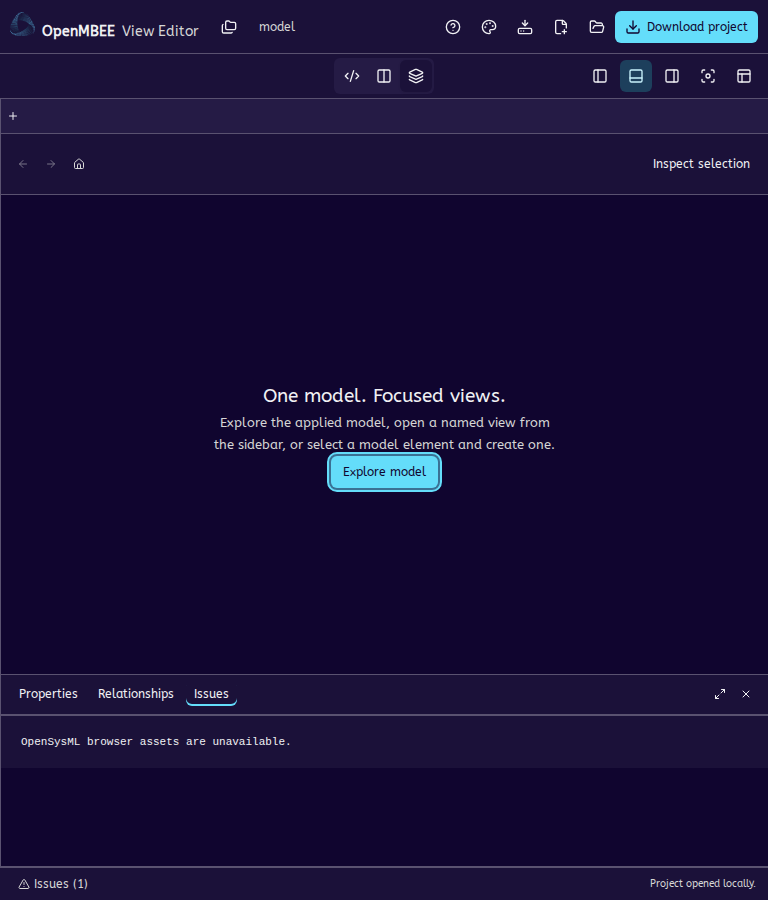 OpenMBEE View Editor
model
Download project
Inspect selection
One model. Focused views.
Explore the applied model, open a named view from
the sidebar, or select a model element and create one.
Explore model
Properties
Relationships
Issues
OpenSysML browser assets are unavailable.
Issues (1)
Project opened locally.